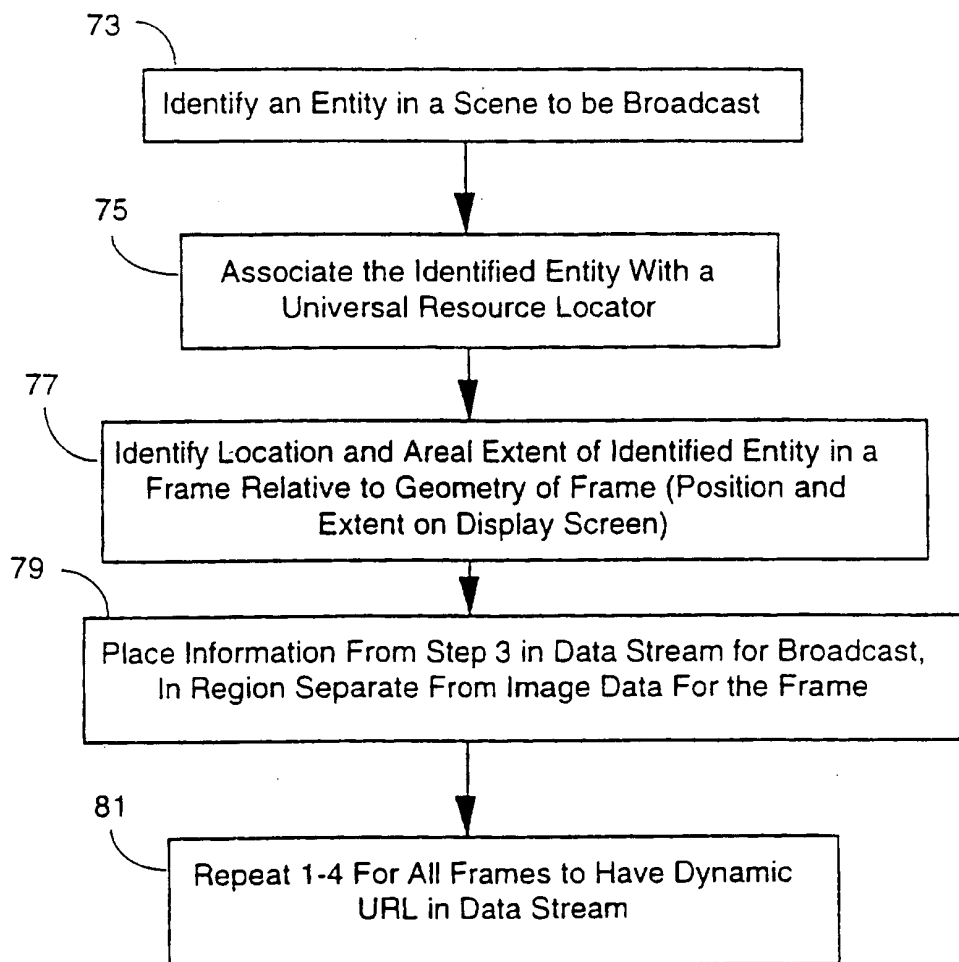 73
Identify an Entity in a Scene to be Broadcast
75
Associate the Identified Entity With a
Universal Resource Locator
77
Identify Location and Areal Extent of Identified Entity in a
Frame Relative to Geometry of Frame (Position and
Extent on Display Screen)
79
Place Information From Step 3 in Data Stream for Broadcast,
In Region Separate From Image Data For the Frame
81
Repeat 1-4 For All Frames to Have Dynamic
URL in Data Stream